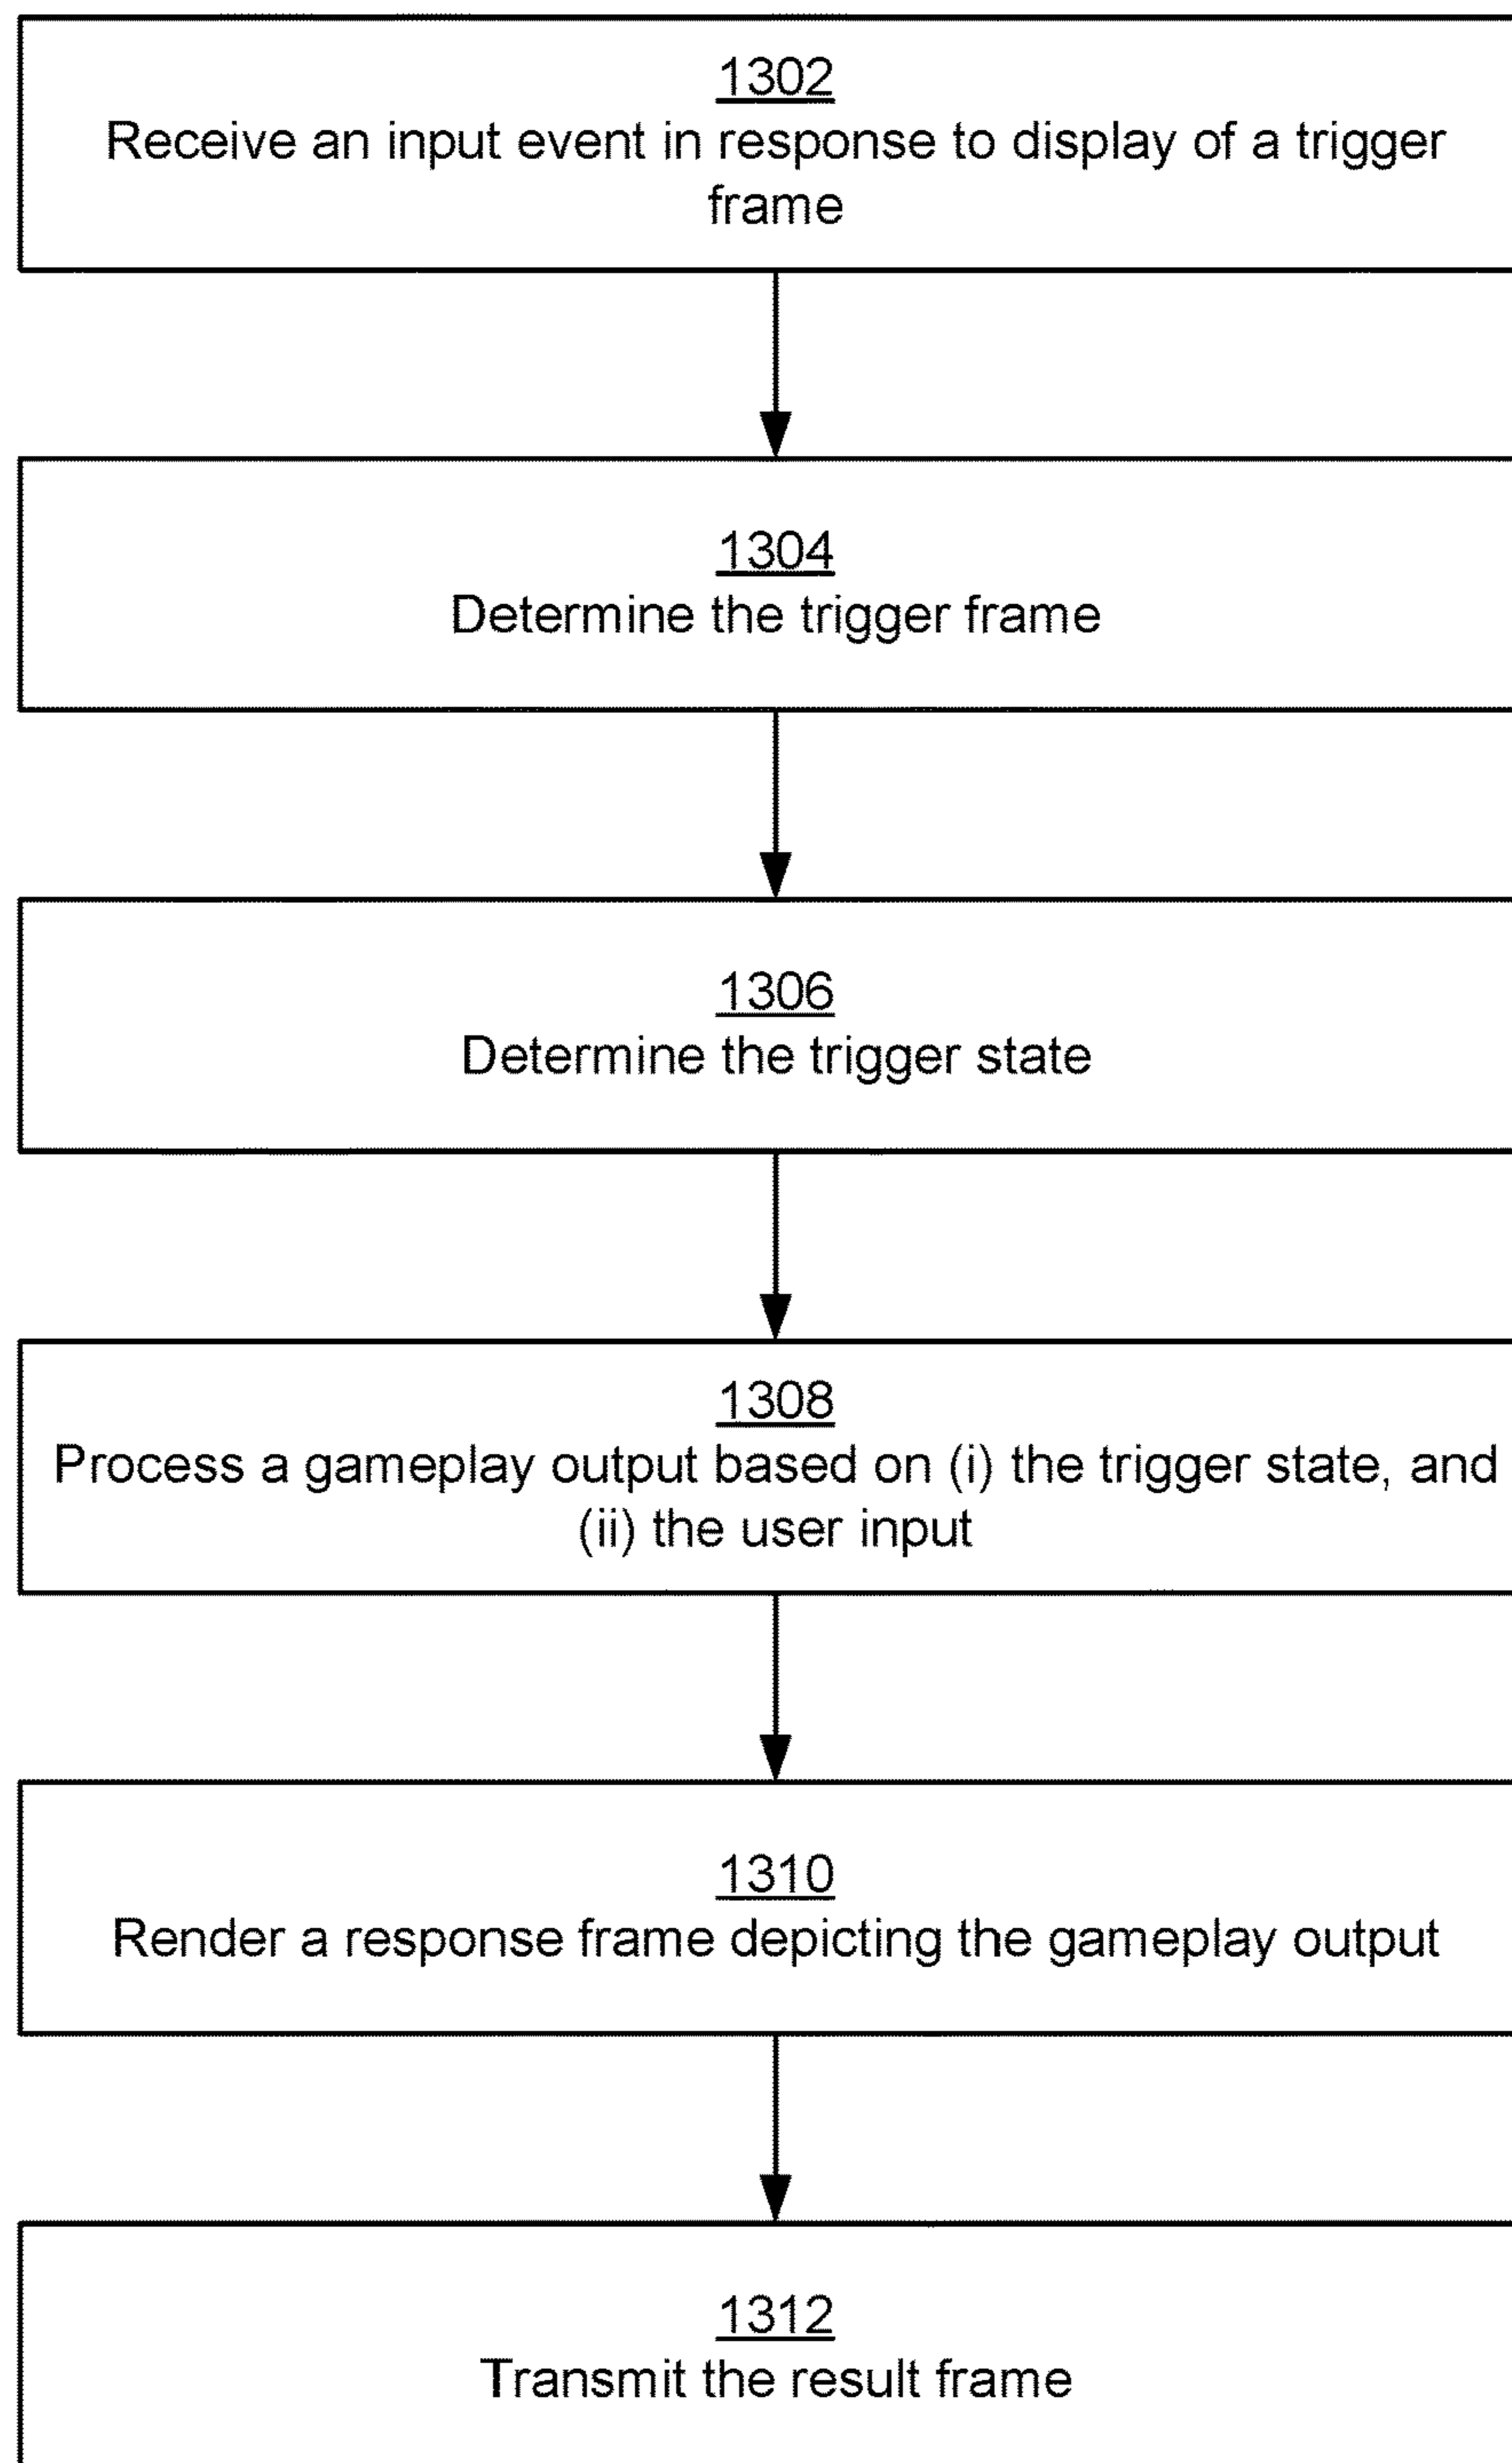 1302
Receive an input event in response to display of a trigger
frame
1304
Determine the trigger frame
1306
Determine the trigger state
1308
Process a gameplay output based on (i) the trigger state, and
(ii) the user input
1310
Render a response frame depicting the gameplay output
1312
Transmit the result frame